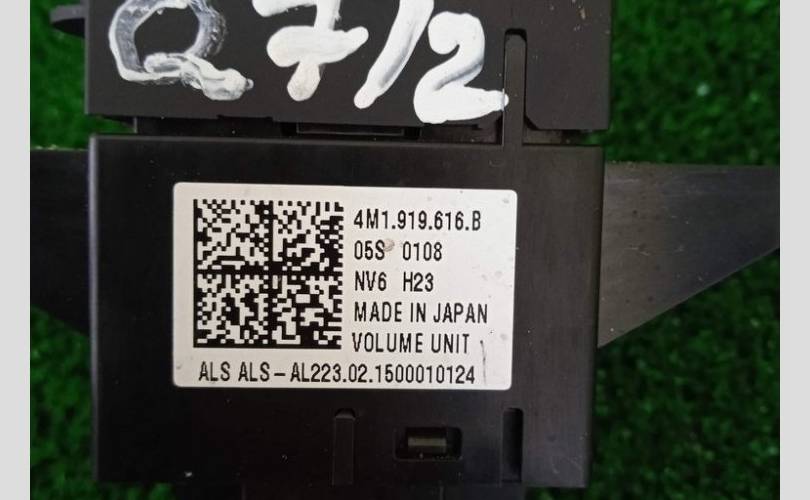 Q7/2
4M1.919.616.B
05S 0108
NV6 H23
MADE IN JAPAN
VOLUME UNIT
ALS ALS-AL223.02.1500010124